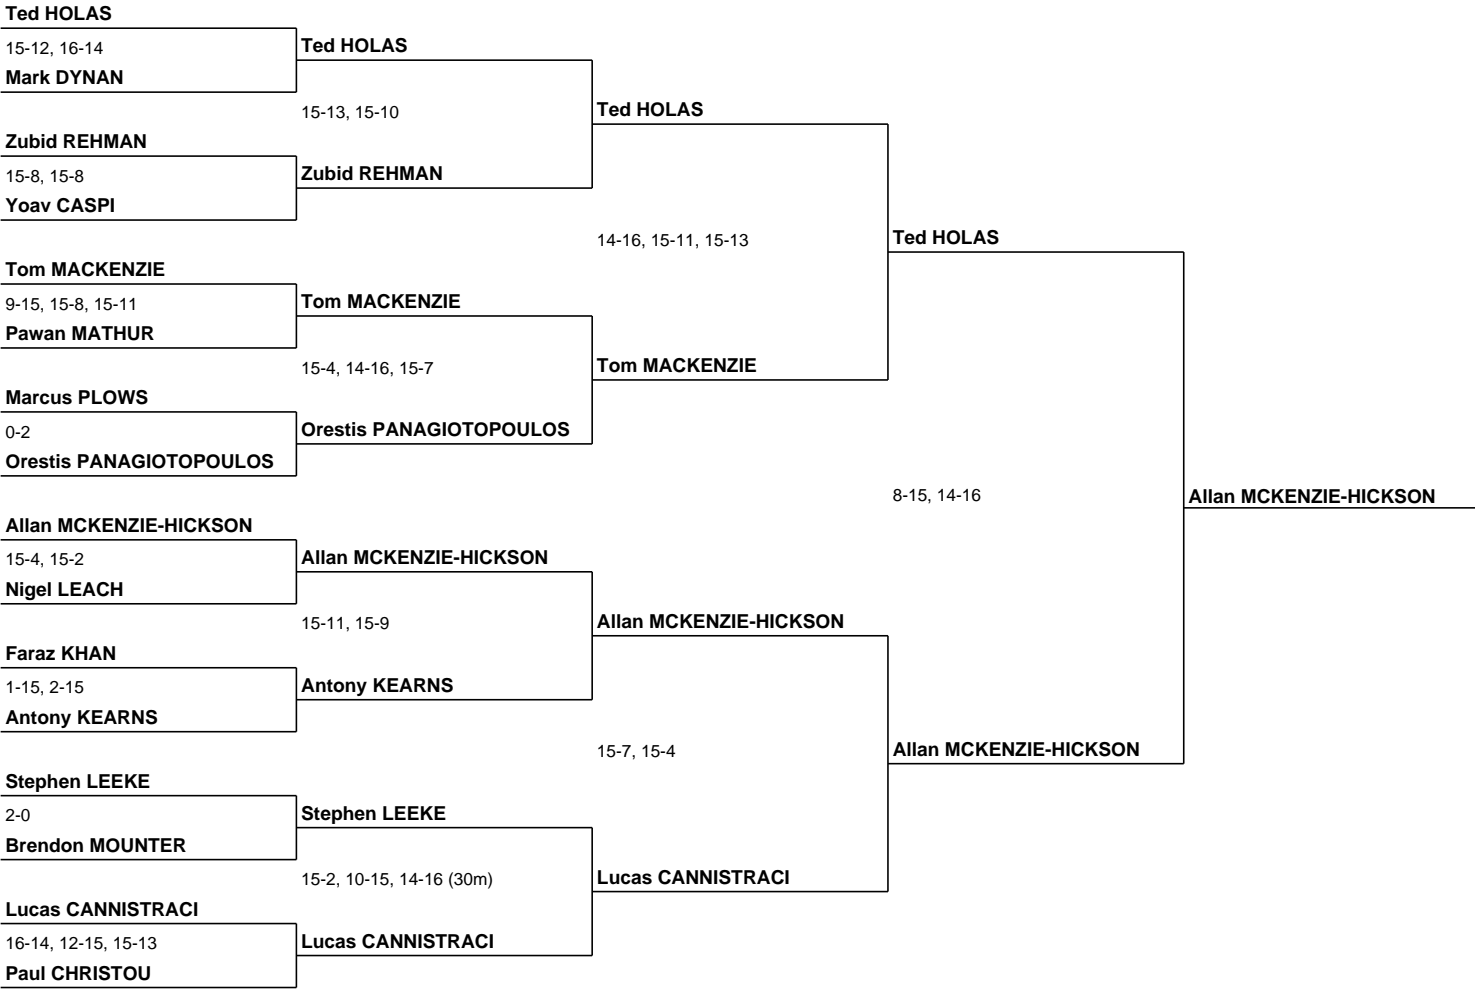 Ted HOLAS
15-12, 16-14
Mark DYNAN
Zubid REHMAN
15-8, 15-8
Yoav CASPI
Tom MACKENZIE
9-15, 15-8, 15-11
Pawan MATHUR
Marcus PLOWS
0-2
Orestis PANAGIOTOPOULOS
Allan MCKENZIE-HICKSON
15-4, 15-2
Nigel LEACH
Faraz KHAN
1-15, 2-15
Antony KEARNS
Stephen LEEKE
2-0
Brendon MOUNTER
Lucas CANNISTRACI
16-14, 12-15, 15-13
Paul CHRISTOU
Ted HOLAS
15-13, 15-10
Zubid REHMAN
Tom MACKENZIE
15-4, 14-16, 15-7
Orestis PANAGIOTOPOULOS
Allan MCKENZIE-HICKSON
15-11, 15-9
Antony KEARNS
Stephen LEEKE
15-2, 10-15, 14-16 (30m)
Lucas CANNISTRACI
Ted HOLAS
14-16, 15-11, 15-13
Tom MACKENZIE
Allan MCKENZIE-HICKSON
15-7, 15-4
Lucas CANNISTRACI
Ted HOLAS
8-15, 14-16
Allan MCKENZIE-HICKSON
Allan MCKENZIE-HICKSON